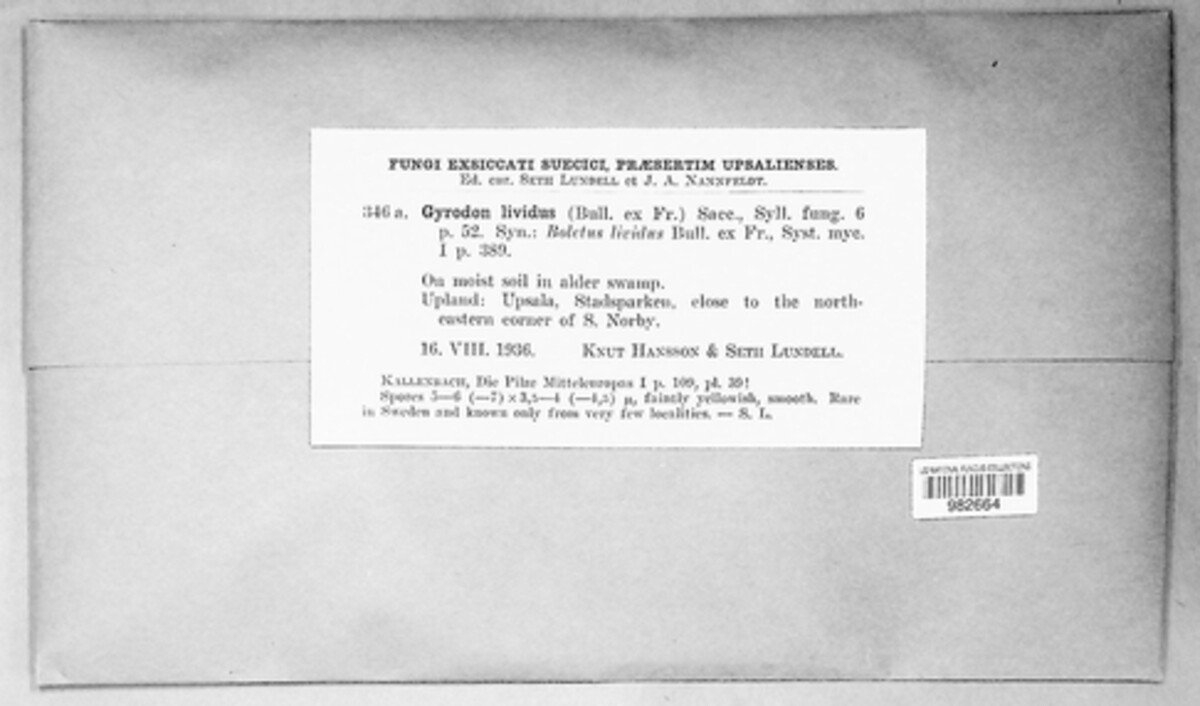 FUNGI EXSICCATI SUECICI, PRÆSERTIM UPSALIENSES.
Ed. cur. SETH LUNDELL et J. A. NANNFELDT.
346 a. Gyrodon lividus (Bull. ex Fr.) Sacc., Syll. fung. 6
p. 52. Syn.: Boletus lividus Bull. ex Fr., Syst. myc.
I p. 389.
On moist soil in alder swamp.
Upland: Upsala, Stadsparken, close to the north-
eastern corner of S. Norby.
16. VIII. 1936. KNUT HANSSON & SETH LUNDELL.
KALLENBACH, Die Pilze Mitteleuropas I p. 109, pl. 39!
Spores 5—6 (—7) × 3,5—4 (—4,5) μ, faintly yellowish, smooth. Rare
in Sweden and known only from very few localities. — S. L.
US NATIONAL FUNGUS COLLECTIONS
982664